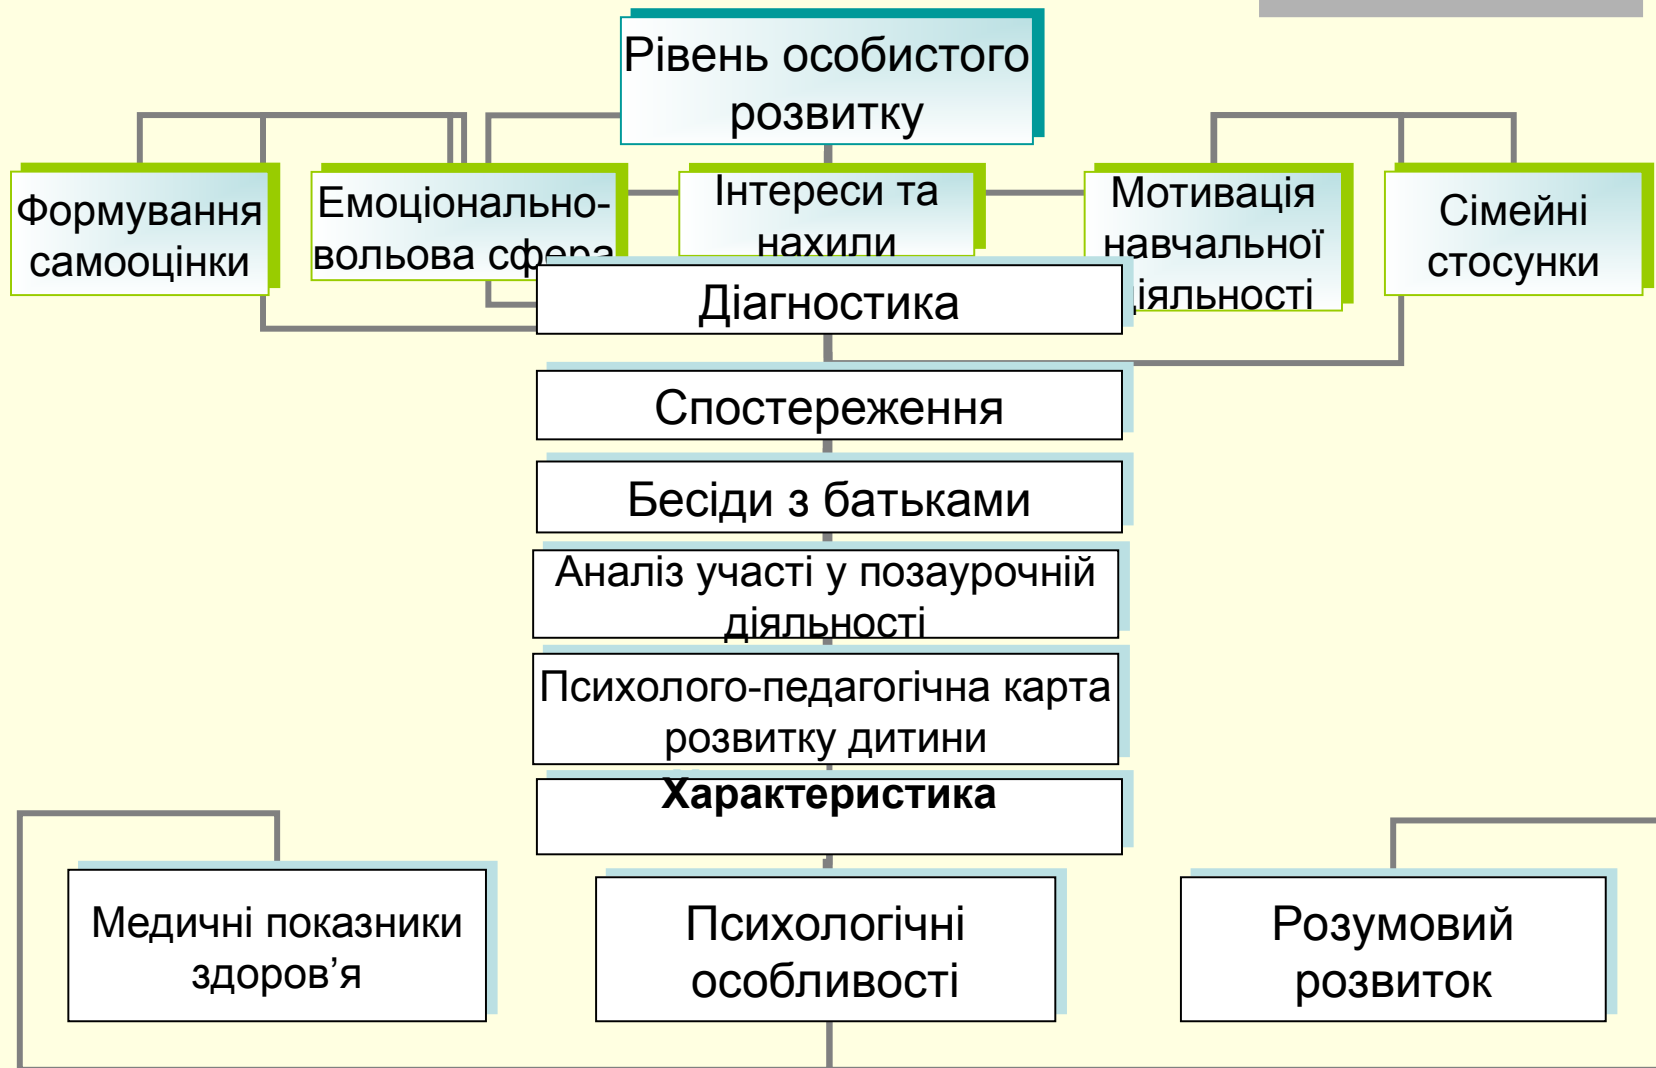 Рівень особистого
розвитку
Формування
самооцінки
Емоціонально-
вольова сфера
Інтереси та
нахили
Мотивація
навчальної
діяльності
Сімейні
стосунки
Діагностика
Спостереження
Бесіди з батьками
Аналіз участі у позаурочній
діяльності
Психолого-педагогічна карта
розвитку дитини
Характеристика
Медичні показники
здоров’я
Психологічні
особливості
Розумовий
розвиток